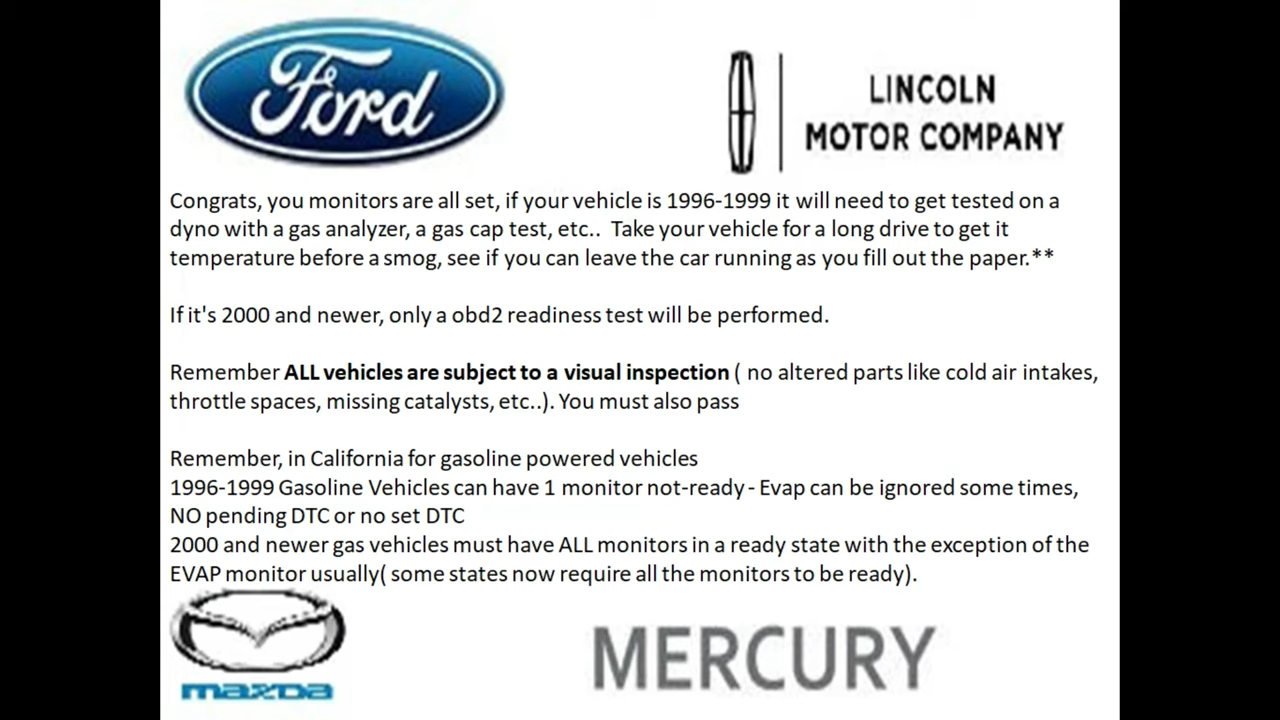 Ford
LINCOLN
MOTOR COMPANY
Congrats, you monitors are all set, if your vehicle is 1996-1999 it will need to get tested on a
dyno with a gas analyzer, a gas cap test, etc..  Take your vehicle for a long drive to get it
temperature before a smog, see if you can leave the car running as you fill out the paper.**
If it's 2000 and newer, only a obd2 readiness test will be performed.
Remember ALL vehicles are subject to a visual inspection ( no altered parts like cold air intakes,
throttle spaces, missing catalysts, etc..). You must also pass
Remember, in California for gasoline powered vehicles
1996-1999 Gasoline Vehicles can have 1 monitor not-ready - Evap can be ignored some times,
NO pending DTC or no set DTC
2000 and newer gas vehicles must have ALL monitors in a ready state with the exception of the
EVAP monitor usually( some states now require all the monitors to be ready).
mazda
MERCURY